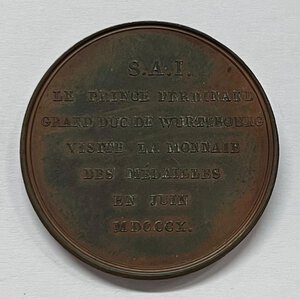 S.A.I.
LE PRINCE FERDINAND
GRAND DUC DE WURTZBOURG
VISITE LA MONNAIE
DES MEDAILLES
EN JUIN
MDCCCX.